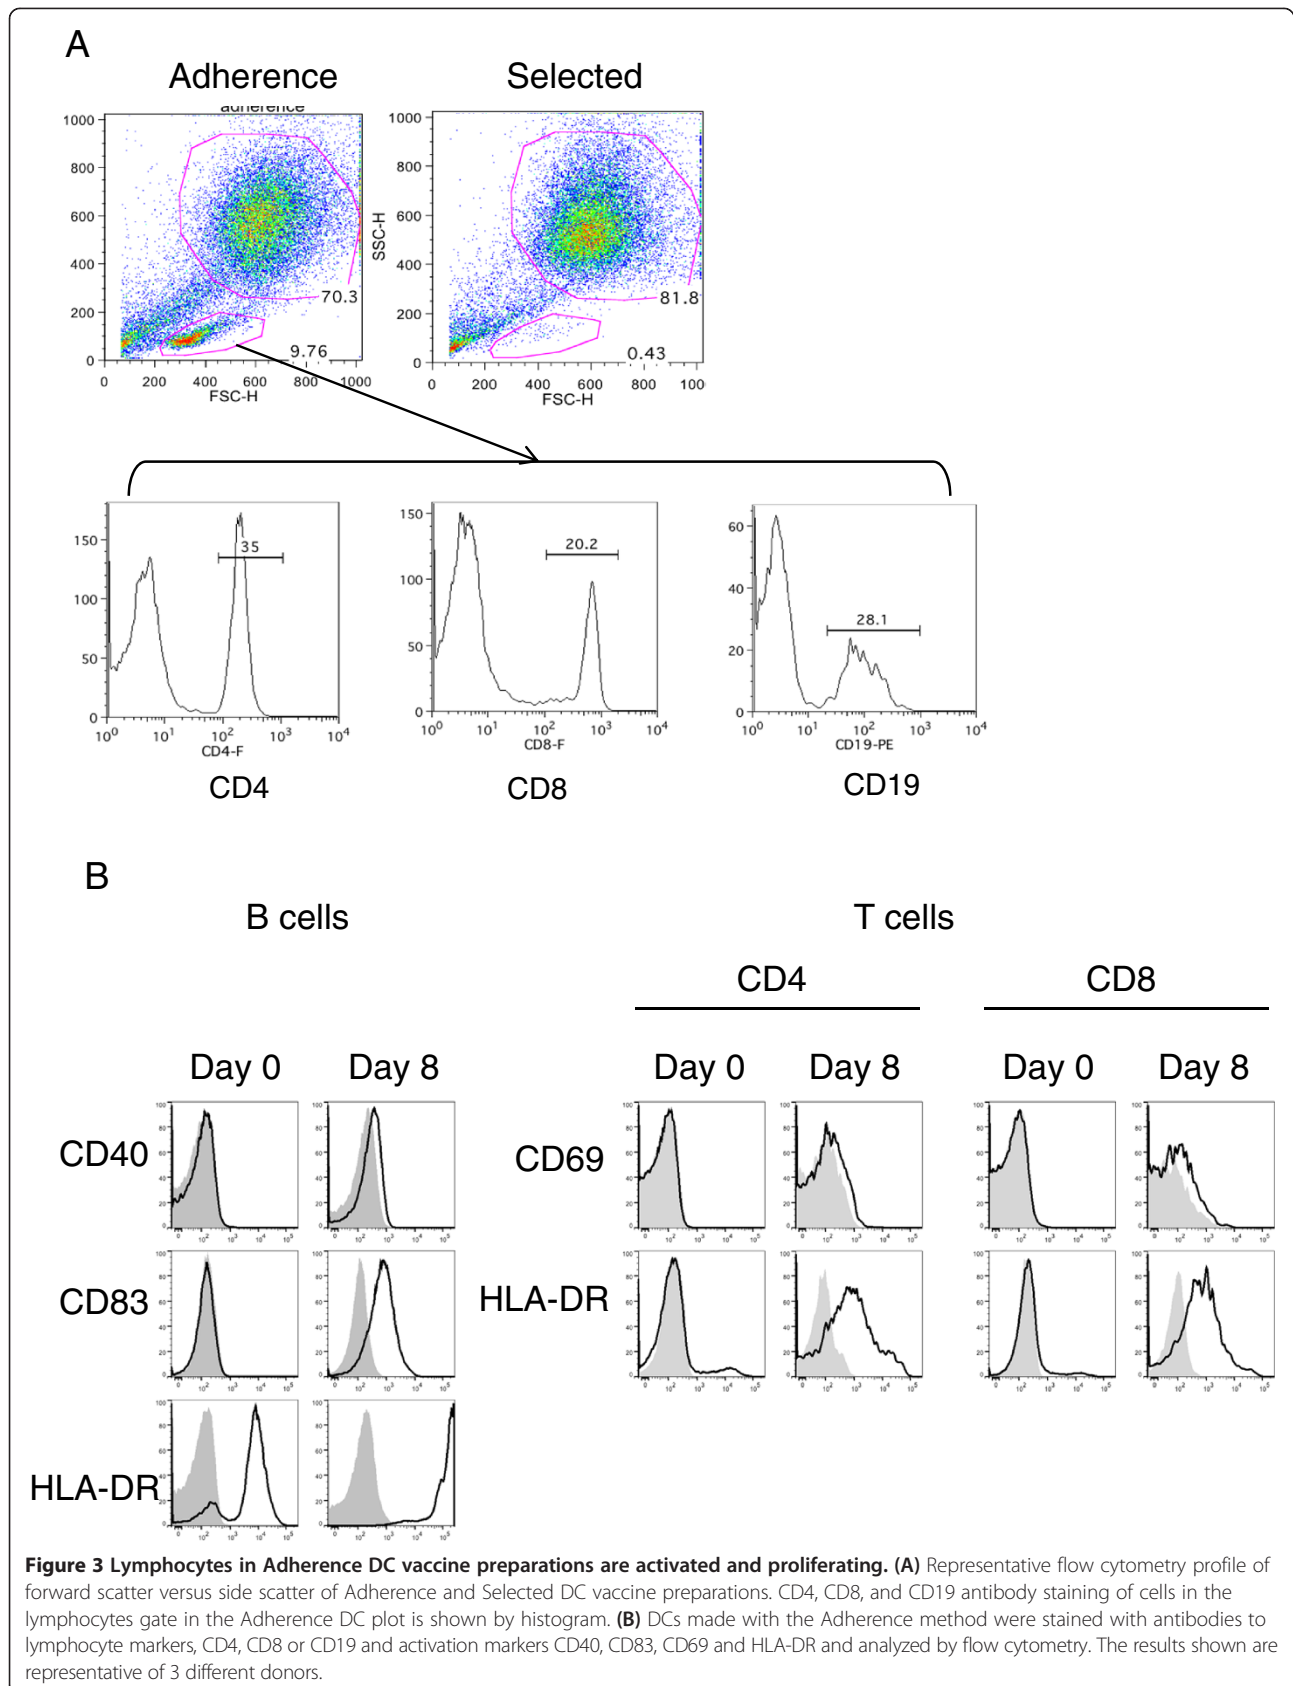 A
Adherence Selected
adherence
1000
800
600
400
200
0
70.3
9.76
0 200 400 600 800 1000
FSC-H
SSC-H
1000
800
600
400
200
0
81.8
0.43
0 200 400 600 800 100
FSC-H
150
100
50
0
35
10^0 10^1 10^2 10^3 10^4
CD4-F
CD4
150
100
50
0
20.2
10^0 10^1 10^2 10^3 10^4
CD8-F
CD8
60
40
20
0
28.1
10^0 10^1 10^2 10^3 10^4
CD19-PE
CD19
B
B cells T cells
CD4 CD8
Day 0 Day 8 Day 0 Day 8 Day 0 Day 8
CD40 CD69
CD83 HLA-DR
HLA-DR
Figure 3 Lymphocytes in Adherence DC vaccine preparations are activated and proliferating. (A) Representative flow cytometry profile of
forward scatter versus side scatter of Adherence and Selected DC vaccine preparations. CD4, CD8, and CD19 antibody staining of cells in the
lymphocytes gate in the Adherence DC plot is shown by histogram. (B) DCs made with the Adherence method were stained with antibodies to
lymphocyte markers, CD4, CD8 or CD19 and activation markers CD40, CD83, CD69 and HLA-DR and analyzed by flow cytometry. The results shown are
representative of 3 different donors.